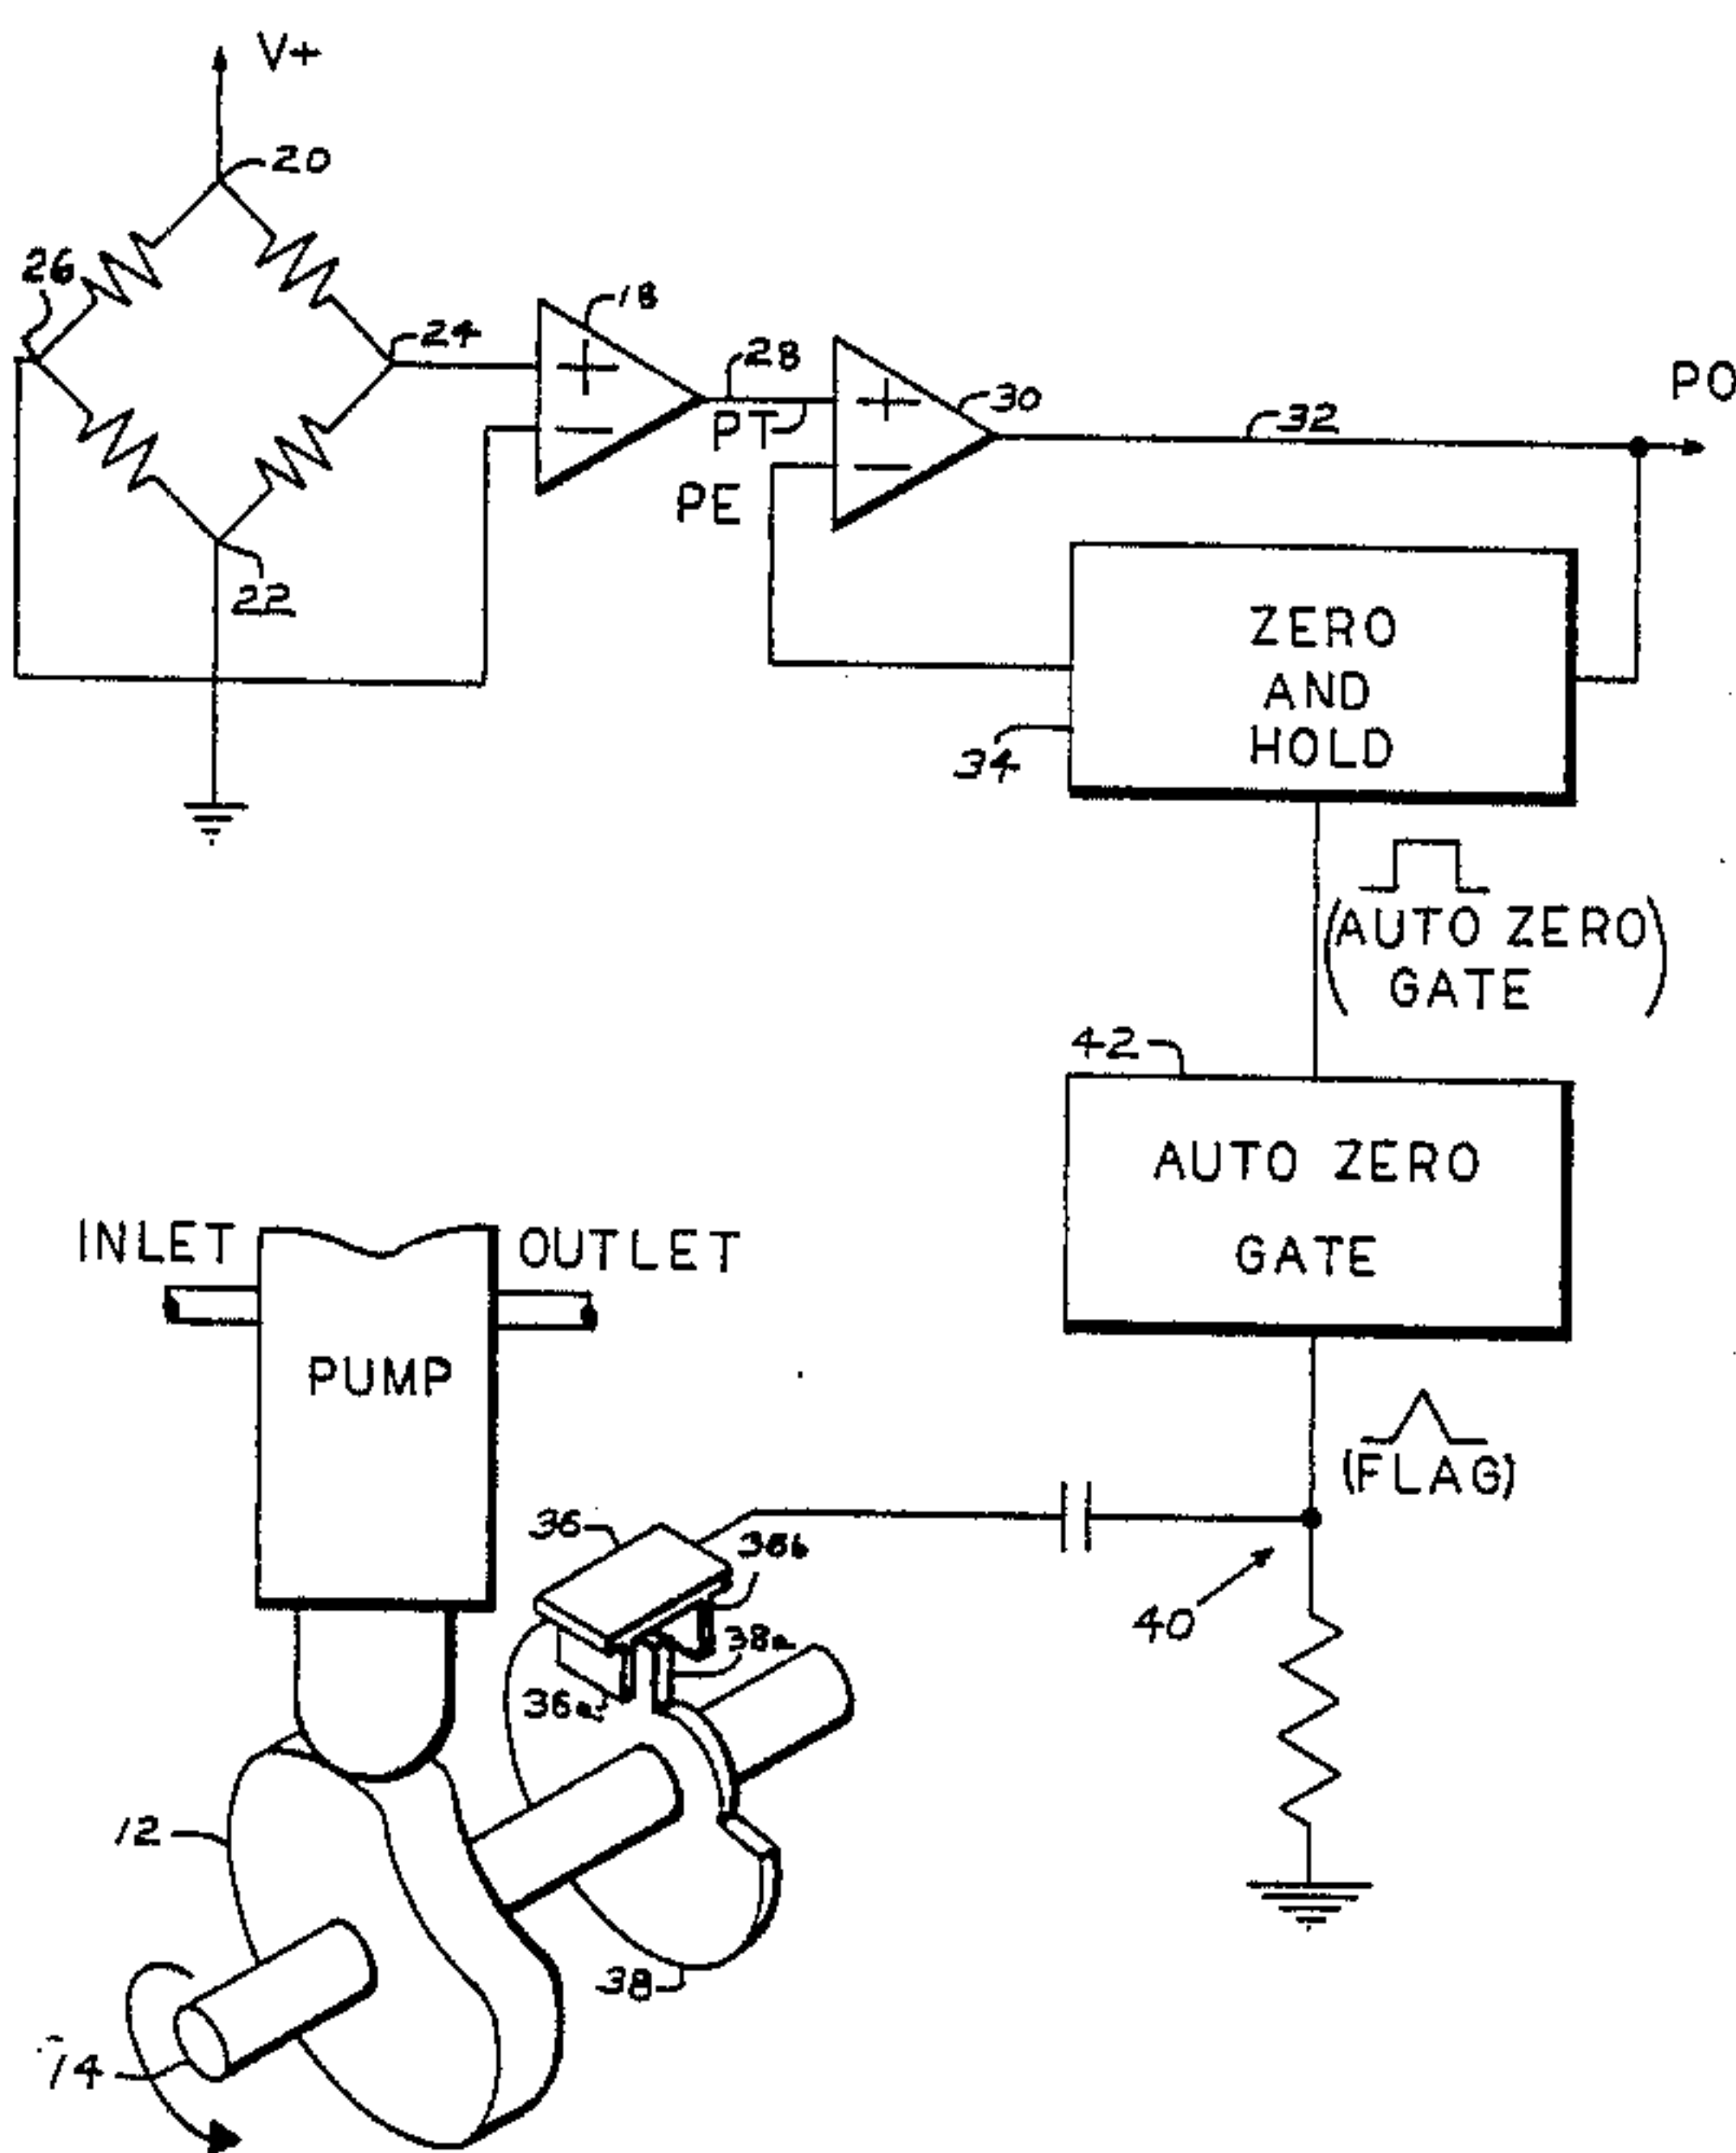 V+
20
26
24
18
28
30
32
PO
PT
PE
22
ZERO
AND
HOLD
34
(AUTO ZERO)
GATE
42
AUTO ZERO
GATE
INLET
OUTLET
PUMP
(FLAG)
36
36b
40
38a
36a
12
38
14